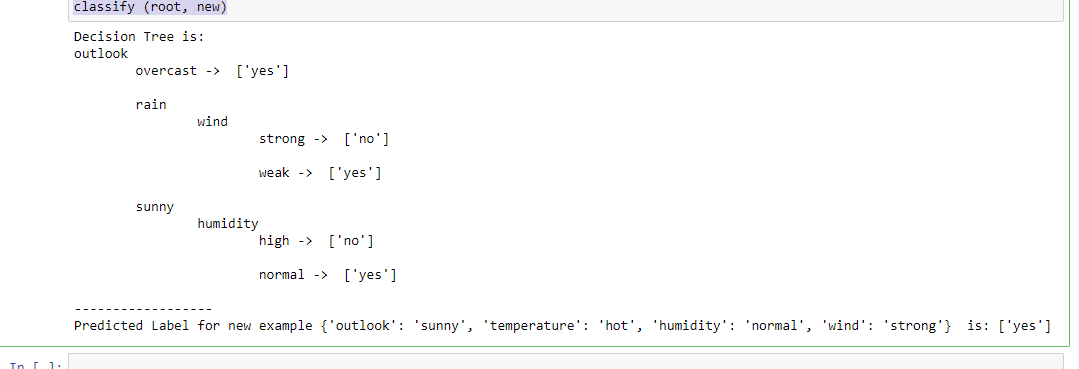 classify (root, new)
Decision Tree is:
outlook
overcast -> ['yes']
rain
wind
strong -> ['no']
weak -> ['yes']
sunny
humidity
high -> ['no']
normal -> ['yes']
------------------
Predicted Label for new example {'outlook': 'sunny', 'temperature': 'hot', 'humidity': 'normal', 'wind': 'strong'} is: ['yes']
In [ ]: